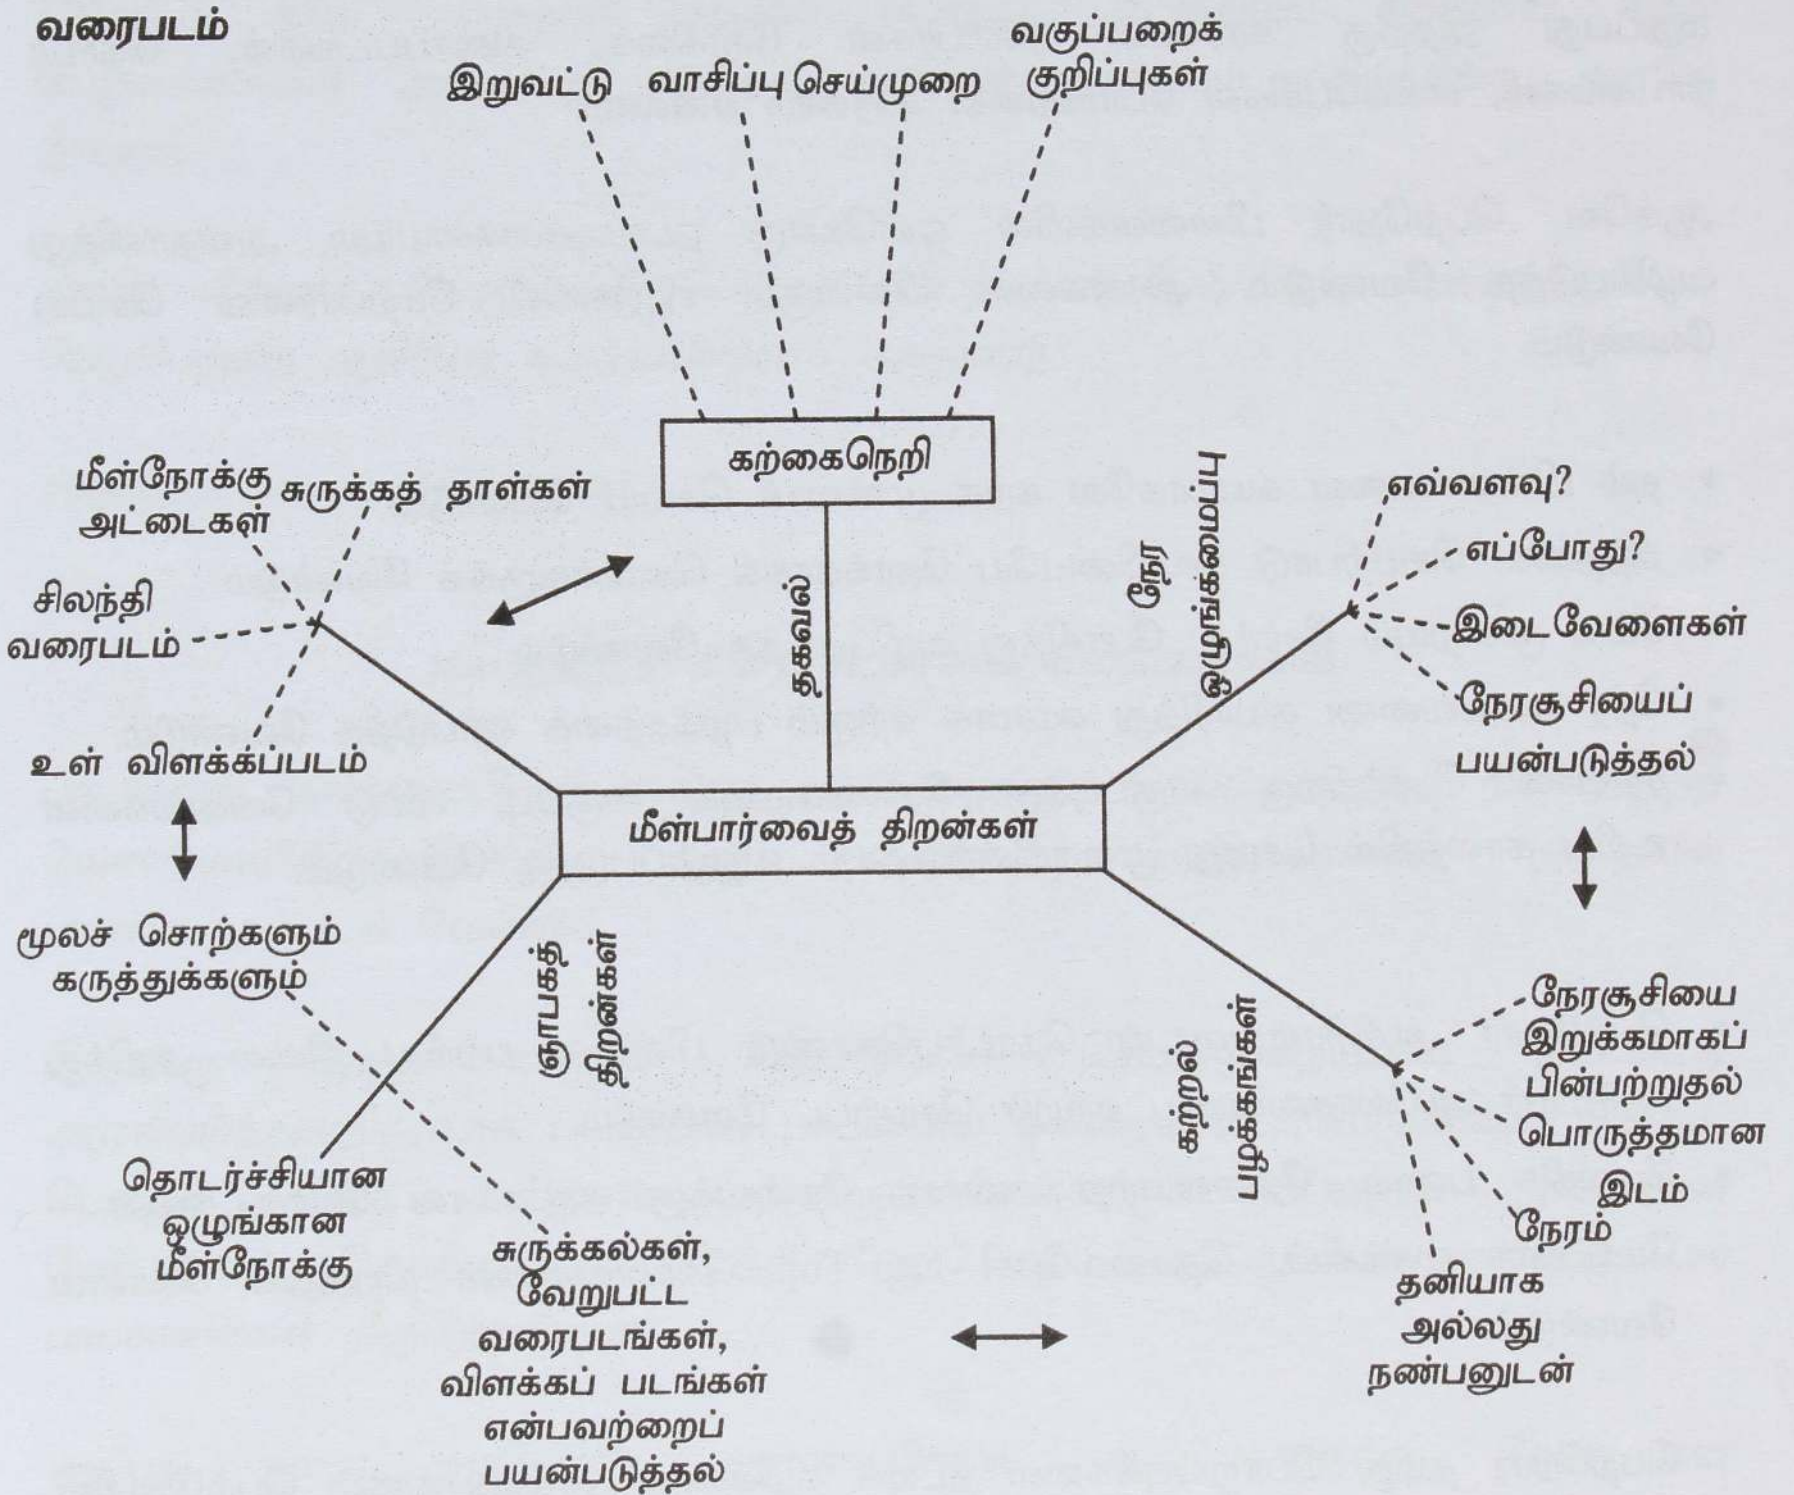 வரைபடம்
இறுவட்டு
வாசிப்பு
செய்முறை
வகுப்பறைக்
குறிப்புகள்
கற்கைநெறி
தகவல்
மீள்நோக்கு
அட்டைகள்
சுருக்கத் தாள்கள்
சிலந்தி
வரைபடம்
உள் விளக்கப்படம்
நேர
ஒழுங்கமைப்பு
எவ்வளவு?
எப்போது?
இடைவேளைகள்
நேரசூசியைப்
பயன்படுத்தல்
மீள்பார்வைத் திறன்கள்
மூலச் சொற்களும்
கருத்துக்களும்
ஞாபகத்
திறன்கள்
தொடர்ச்சியான
ஒழுங்கான
மீள்நோக்கு
சுருக்கல்கள்,
வேறுபட்ட
வரைபடங்கள்,
விளக்கப் படங்கள்
என்பவற்றைப்
பயன்படுத்தல்
கற்றல்
பழக்கங்கள்
நேரசூசியை
இறுக்கமாகப்
பின்பற்றுதல்
பொருத்தமான
இடம்
நேரம்
தனியாக
அல்லது
நண்பனுடன்